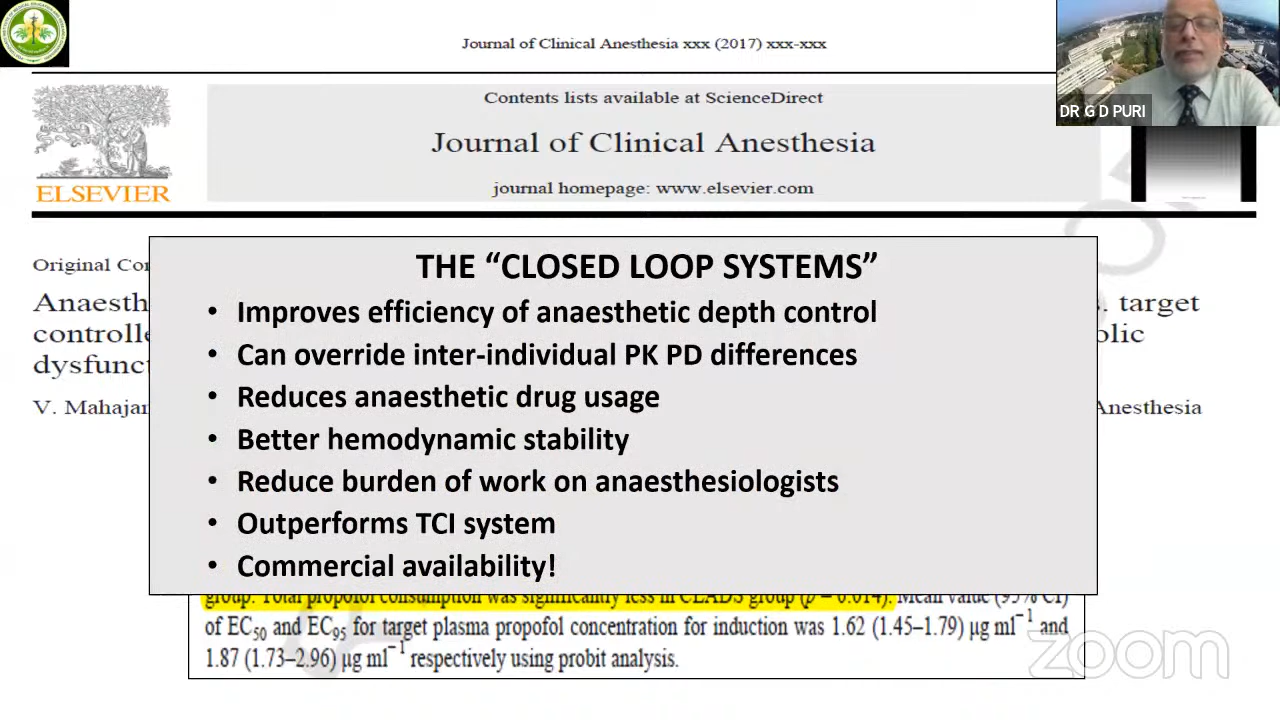 Journal of Clinical Anesthesia xxx (2017) xxx-xxx
DR G D PURI
Contents lists available at ScienceDirect
Journal of Clinical Anesthesia
journal homepage: www.elsevier.com
ELSEVIER
THE “CLOSED LOOP SYSTEMS”
• Improves efficiency of anaesthetic depth control
• Can override inter-individual PK PD differences
• Reduces anaesthetic drug usage
• Better hemodynamic stability
• Reduce burden of work on anaesthesiologists
• Outperforms TCI system
• Commercial availability!
Original Con
Anaesth s. target
controlle olic
dysfunct
V. Mahajan Anesthesia
group. Total propofol consumption was significantly less in CLADS group (p = 0.014). Mean value (95% CI)
of EC50 and EC95 for target plasma propofol concentration for induction was 1.62 (1.45–1.79) μg ml−1 and
1.87 (1.73–2.96) μg ml−1 respectively using probit analysis.
zoom